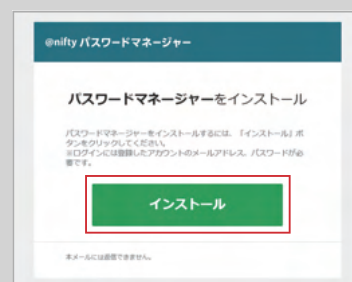 @nifty パスワードマネージャー
パスワードマネージャーをインストール
パスワードマネージャーをインストールするには、「インストール」ボ
タンをクリックしてください。
※ログインには登録したアカウントのメールアドレス、パスワードが必
要です。
インストール
本メールには返信できません。